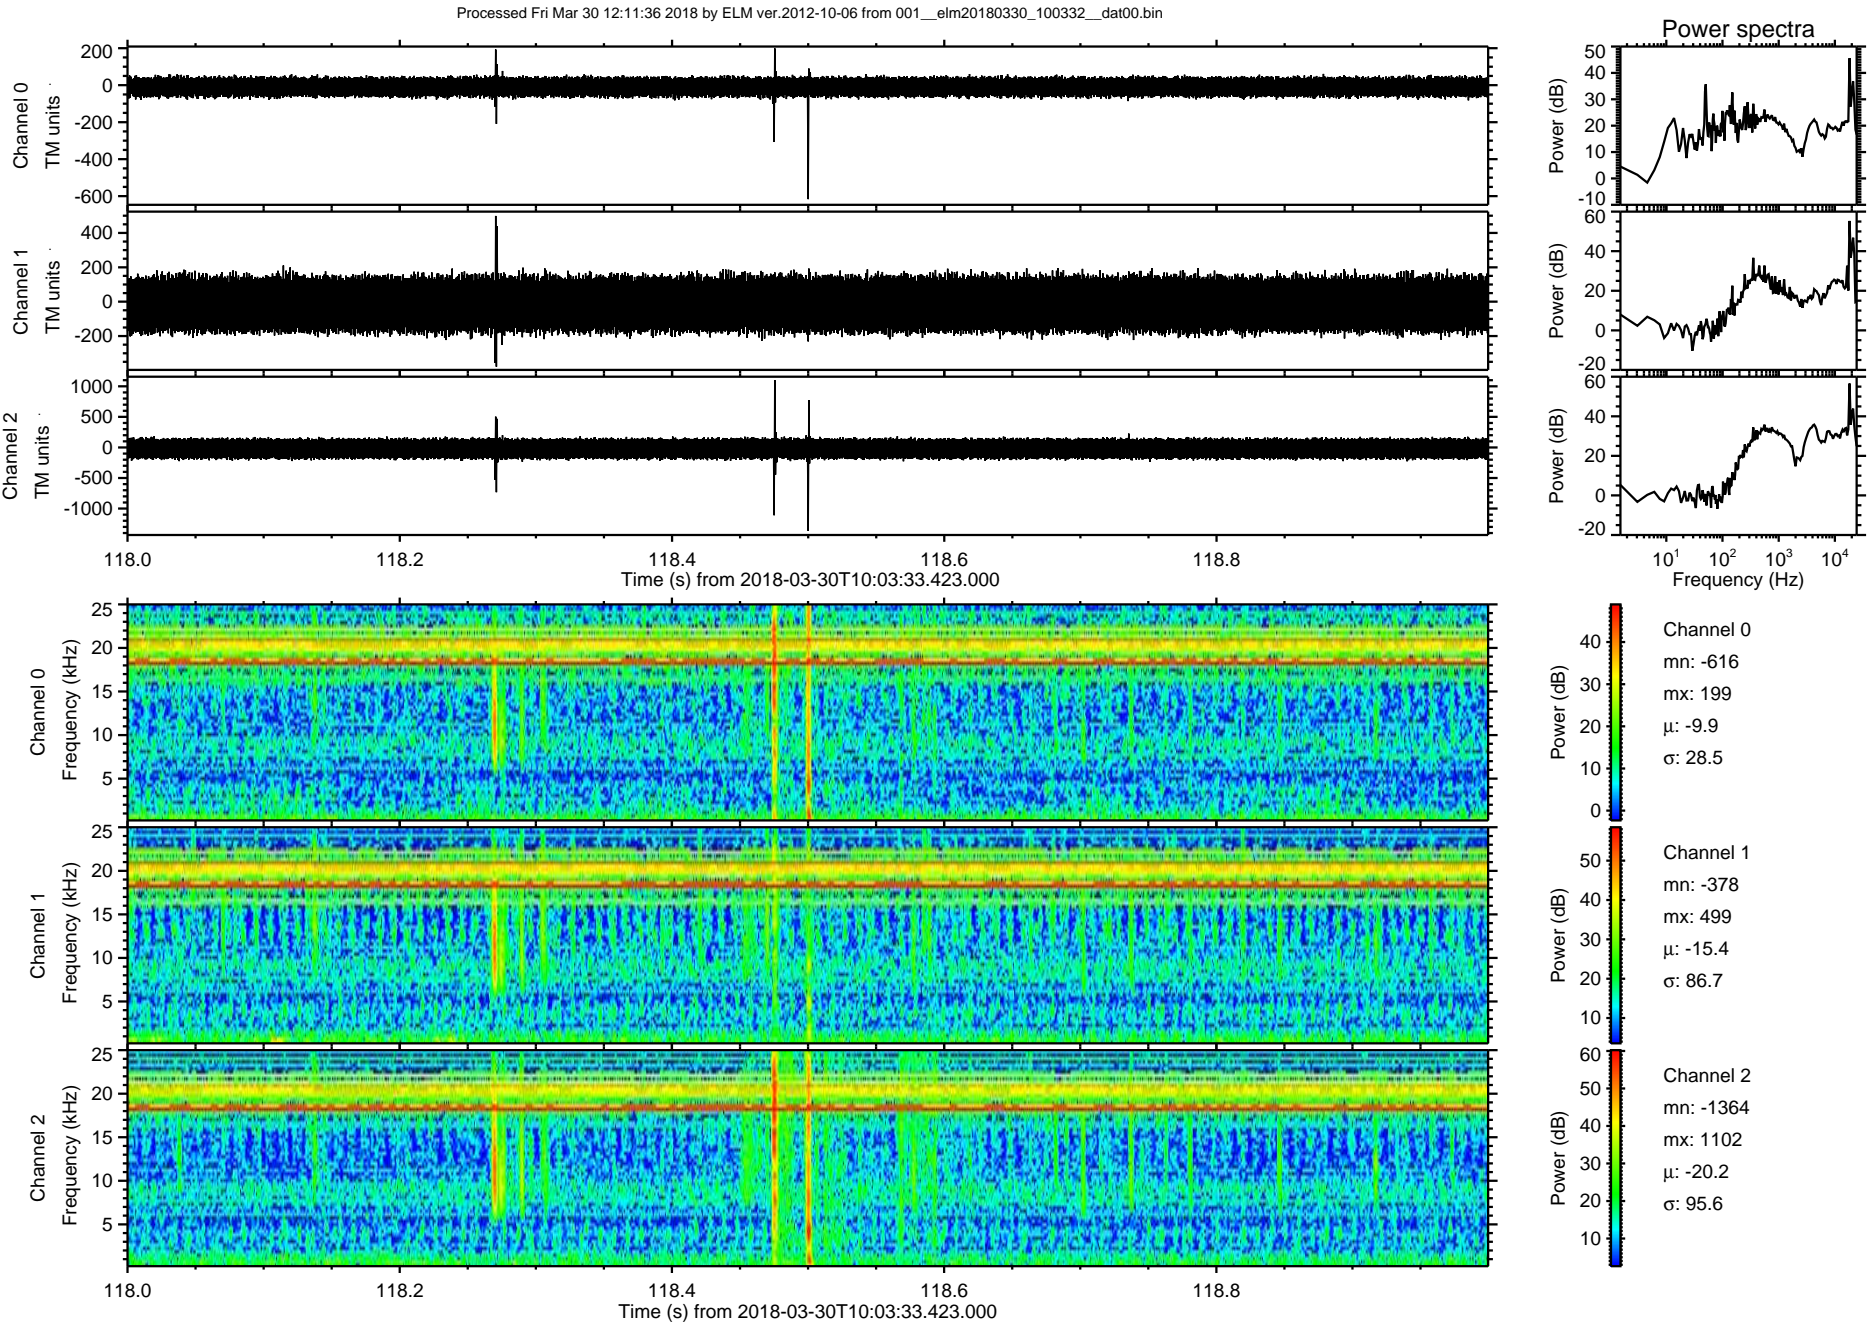 Processed Fri Mar 30 12:11:36 2018 by ELM ver.2012-10-06 from 001__elm20180330_100332__dat00.bin
Power spectra
Channel 0
TM units
200
0
-200
-400
-600
Power (dB)
50
40
30
20
10
0
-10
Channel 1
TM units
400
200
0
-200
Power (dB)
60
40
20
0
-20
Channel 2
TM units
1000
500
0
-500
-1000
Power (dB)
60
40
20
0
-20
118.0 118.2 118.4 118.6 118.8
Time (s) from 2018-03-30T10:03:33.423.000
10^1 10^2 10^3 10^4
Frequency (Hz)
Channel 0
Frequency (kHz)
25
20
15
10
5
Power (dB)
40
30
20
10
0
Channel 0
mn: -616
mx: 199
μ: -9.9
σ: 28.5
Channel 1
Frequency (kHz)
25
20
15
10
5
Power (dB)
50
40
30
20
10
Channel 1
mn: -378
mx: 499
μ: -15.4
σ: 86.7
Channel 2
Frequency (kHz)
25
20
15
10
5
Power (dB)
60
50
40
30
20
10
Channel 2
mn: -1364
mx: 1102
μ: -20.2
σ: 95.6
118.0 118.2 118.4 118.6 118.8
Time (s) from 2018-03-30T10:03:33.423.000